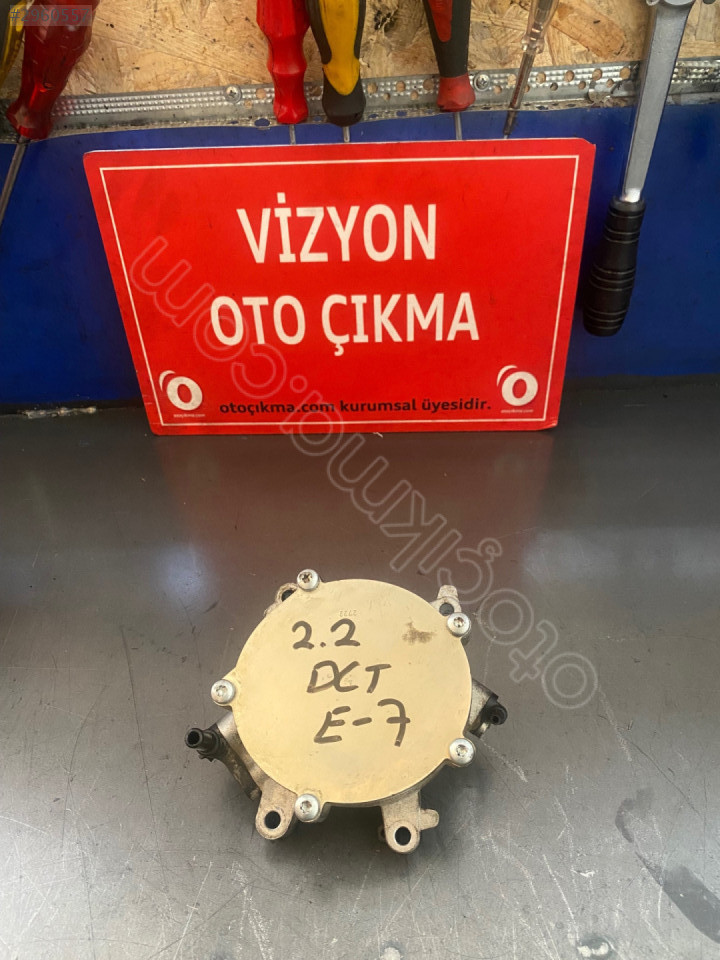 VİZYON
OTO ÇIKMA
otoçıkma.com kurumsal üyesidir.
otoçıkma.com
2.2
DCT
E-7